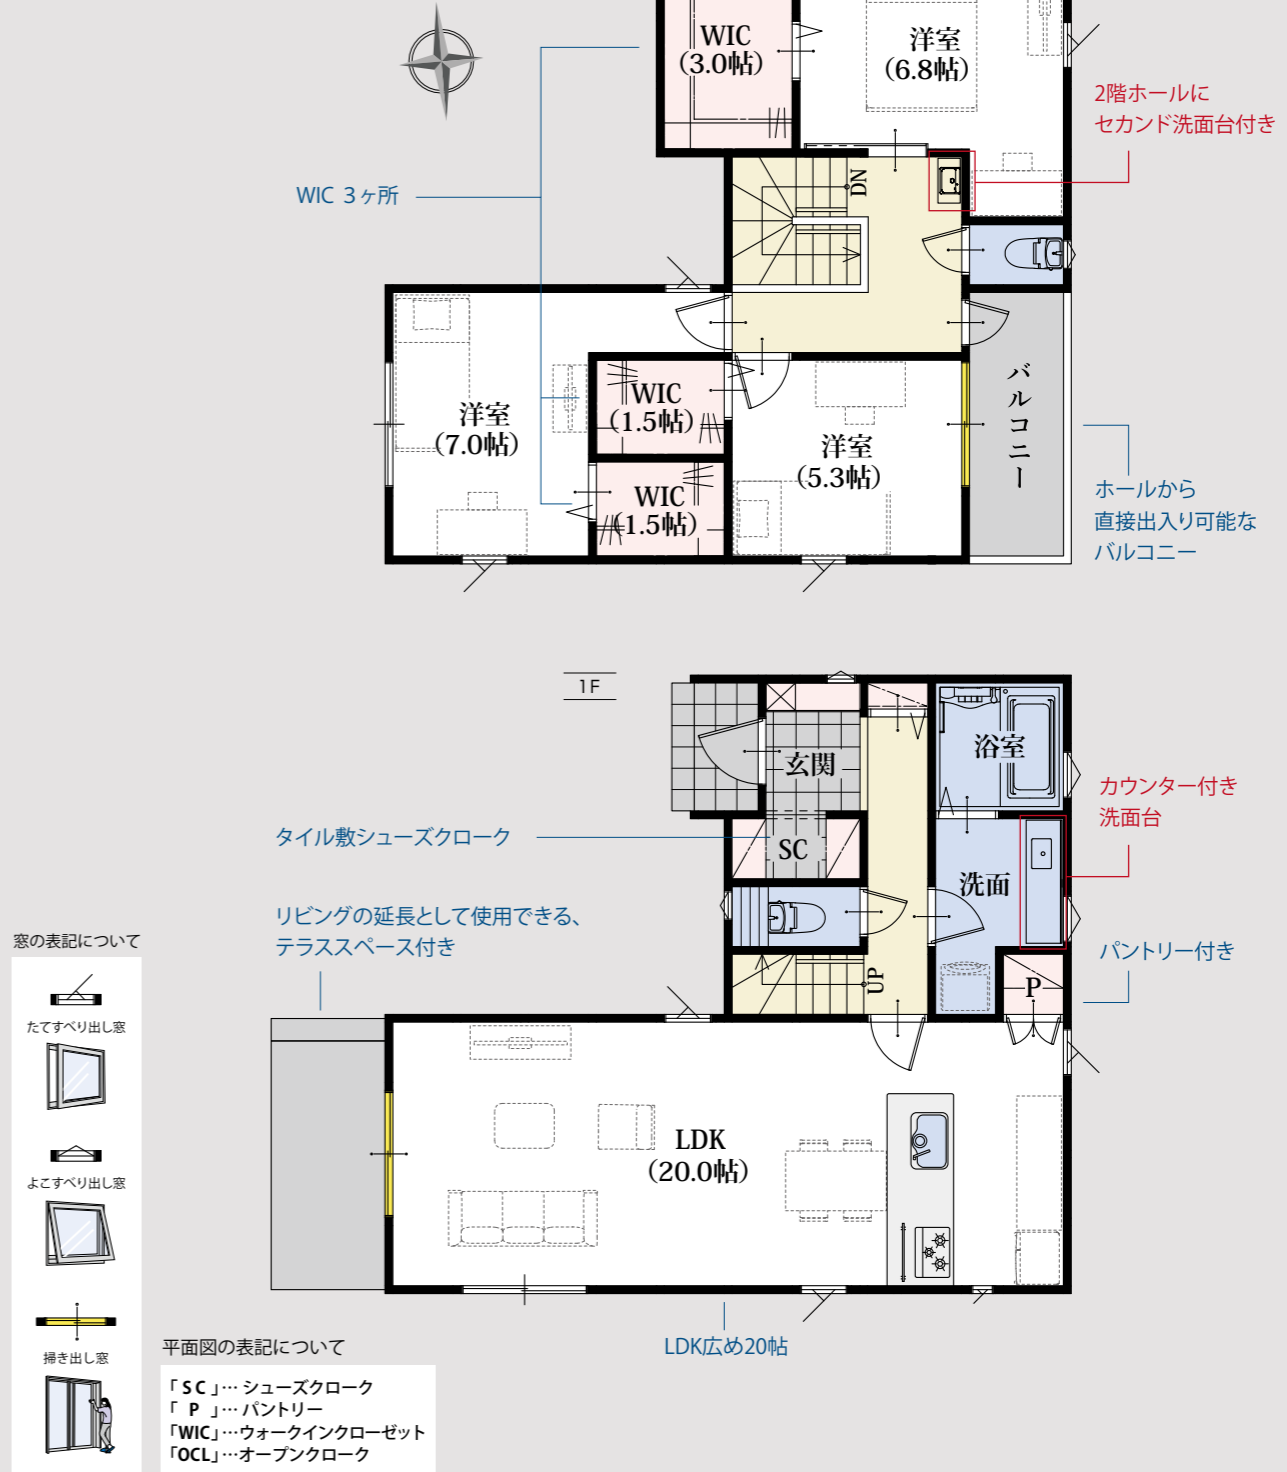 WIC
(3.0帖)
洋室
(6.8帖)
2階ホールに
セカンド洗面台付き
WIC 3ヶ所
DN
洋室
(7.0帖)
WIC
(1.5帖)
WIC
(1.5帖)
洋室
(5.3帖)
バルコニー
ホールから
直接出入り可能な
バルコニー
1F
玄関
浴室
カウンター付き
洗面台
タイル敷シューズクローク
SC
洗面
リビングの延長として使用できる、
テラススペース付き
パントリー付き
UP
P
LDK
(20.0帖)
LDK広め20帖
窓の表記について
たてすべり出し窓
よこすべり出し窓
掃き出し窓
平面図の表記について
「SC」…シューズクローク
「 P 」…パントリー
「WIC」…ウォークインクローゼット
「OCL」…オープンクローク